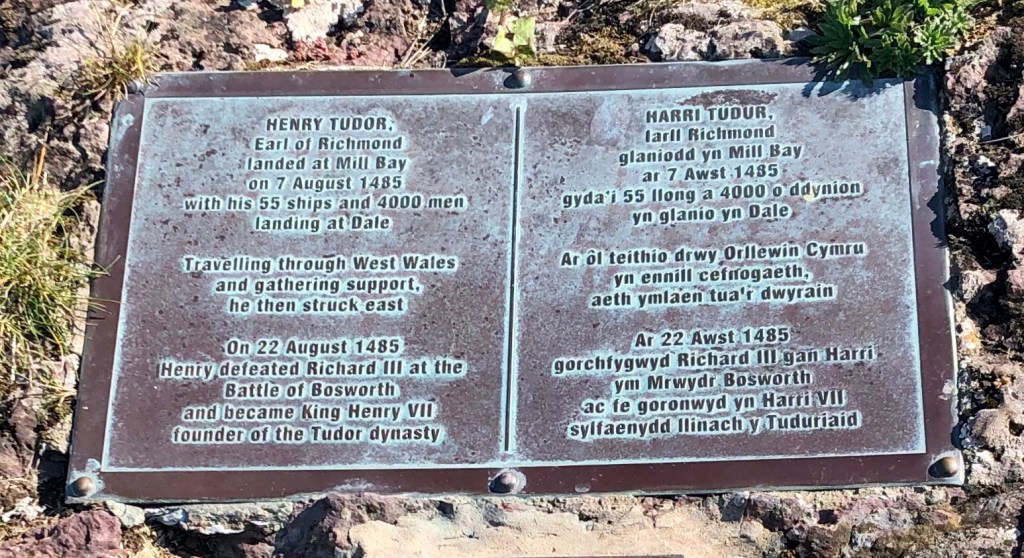 HENRY TUDOR,
Earl of Richmond
landed at Mill Bay
on 7 August 1485
with his 55 ships and 4000 men
landing at Dale
Travelling through West Wales
and gathering support,
he then struck east
On 22 August 1485
Henry defeated Richard III at the
Battle of Bosworth
and became King Henry VII
founder of the Tudor dynasty
HARRI TUDUR,
Iarll Richmond
glaniodd yn Mill Bay
ar 7 Awst 1485
gyda'i 55 llong a 4000 o ddynion
yn glanio yn Dale
Ar ôl teithio drwy Orllewin Cymru
yn ennill cefnogaeth,
aeth ymlaen tua'r dwyrain
Ar 22 Awst 1485
gorchfygwyd Richard III gan Harri
ym Mrwydr Bosworth
ac fe goronwyd yn Harri VII
sylfaenydd llinach y Tuduriaid